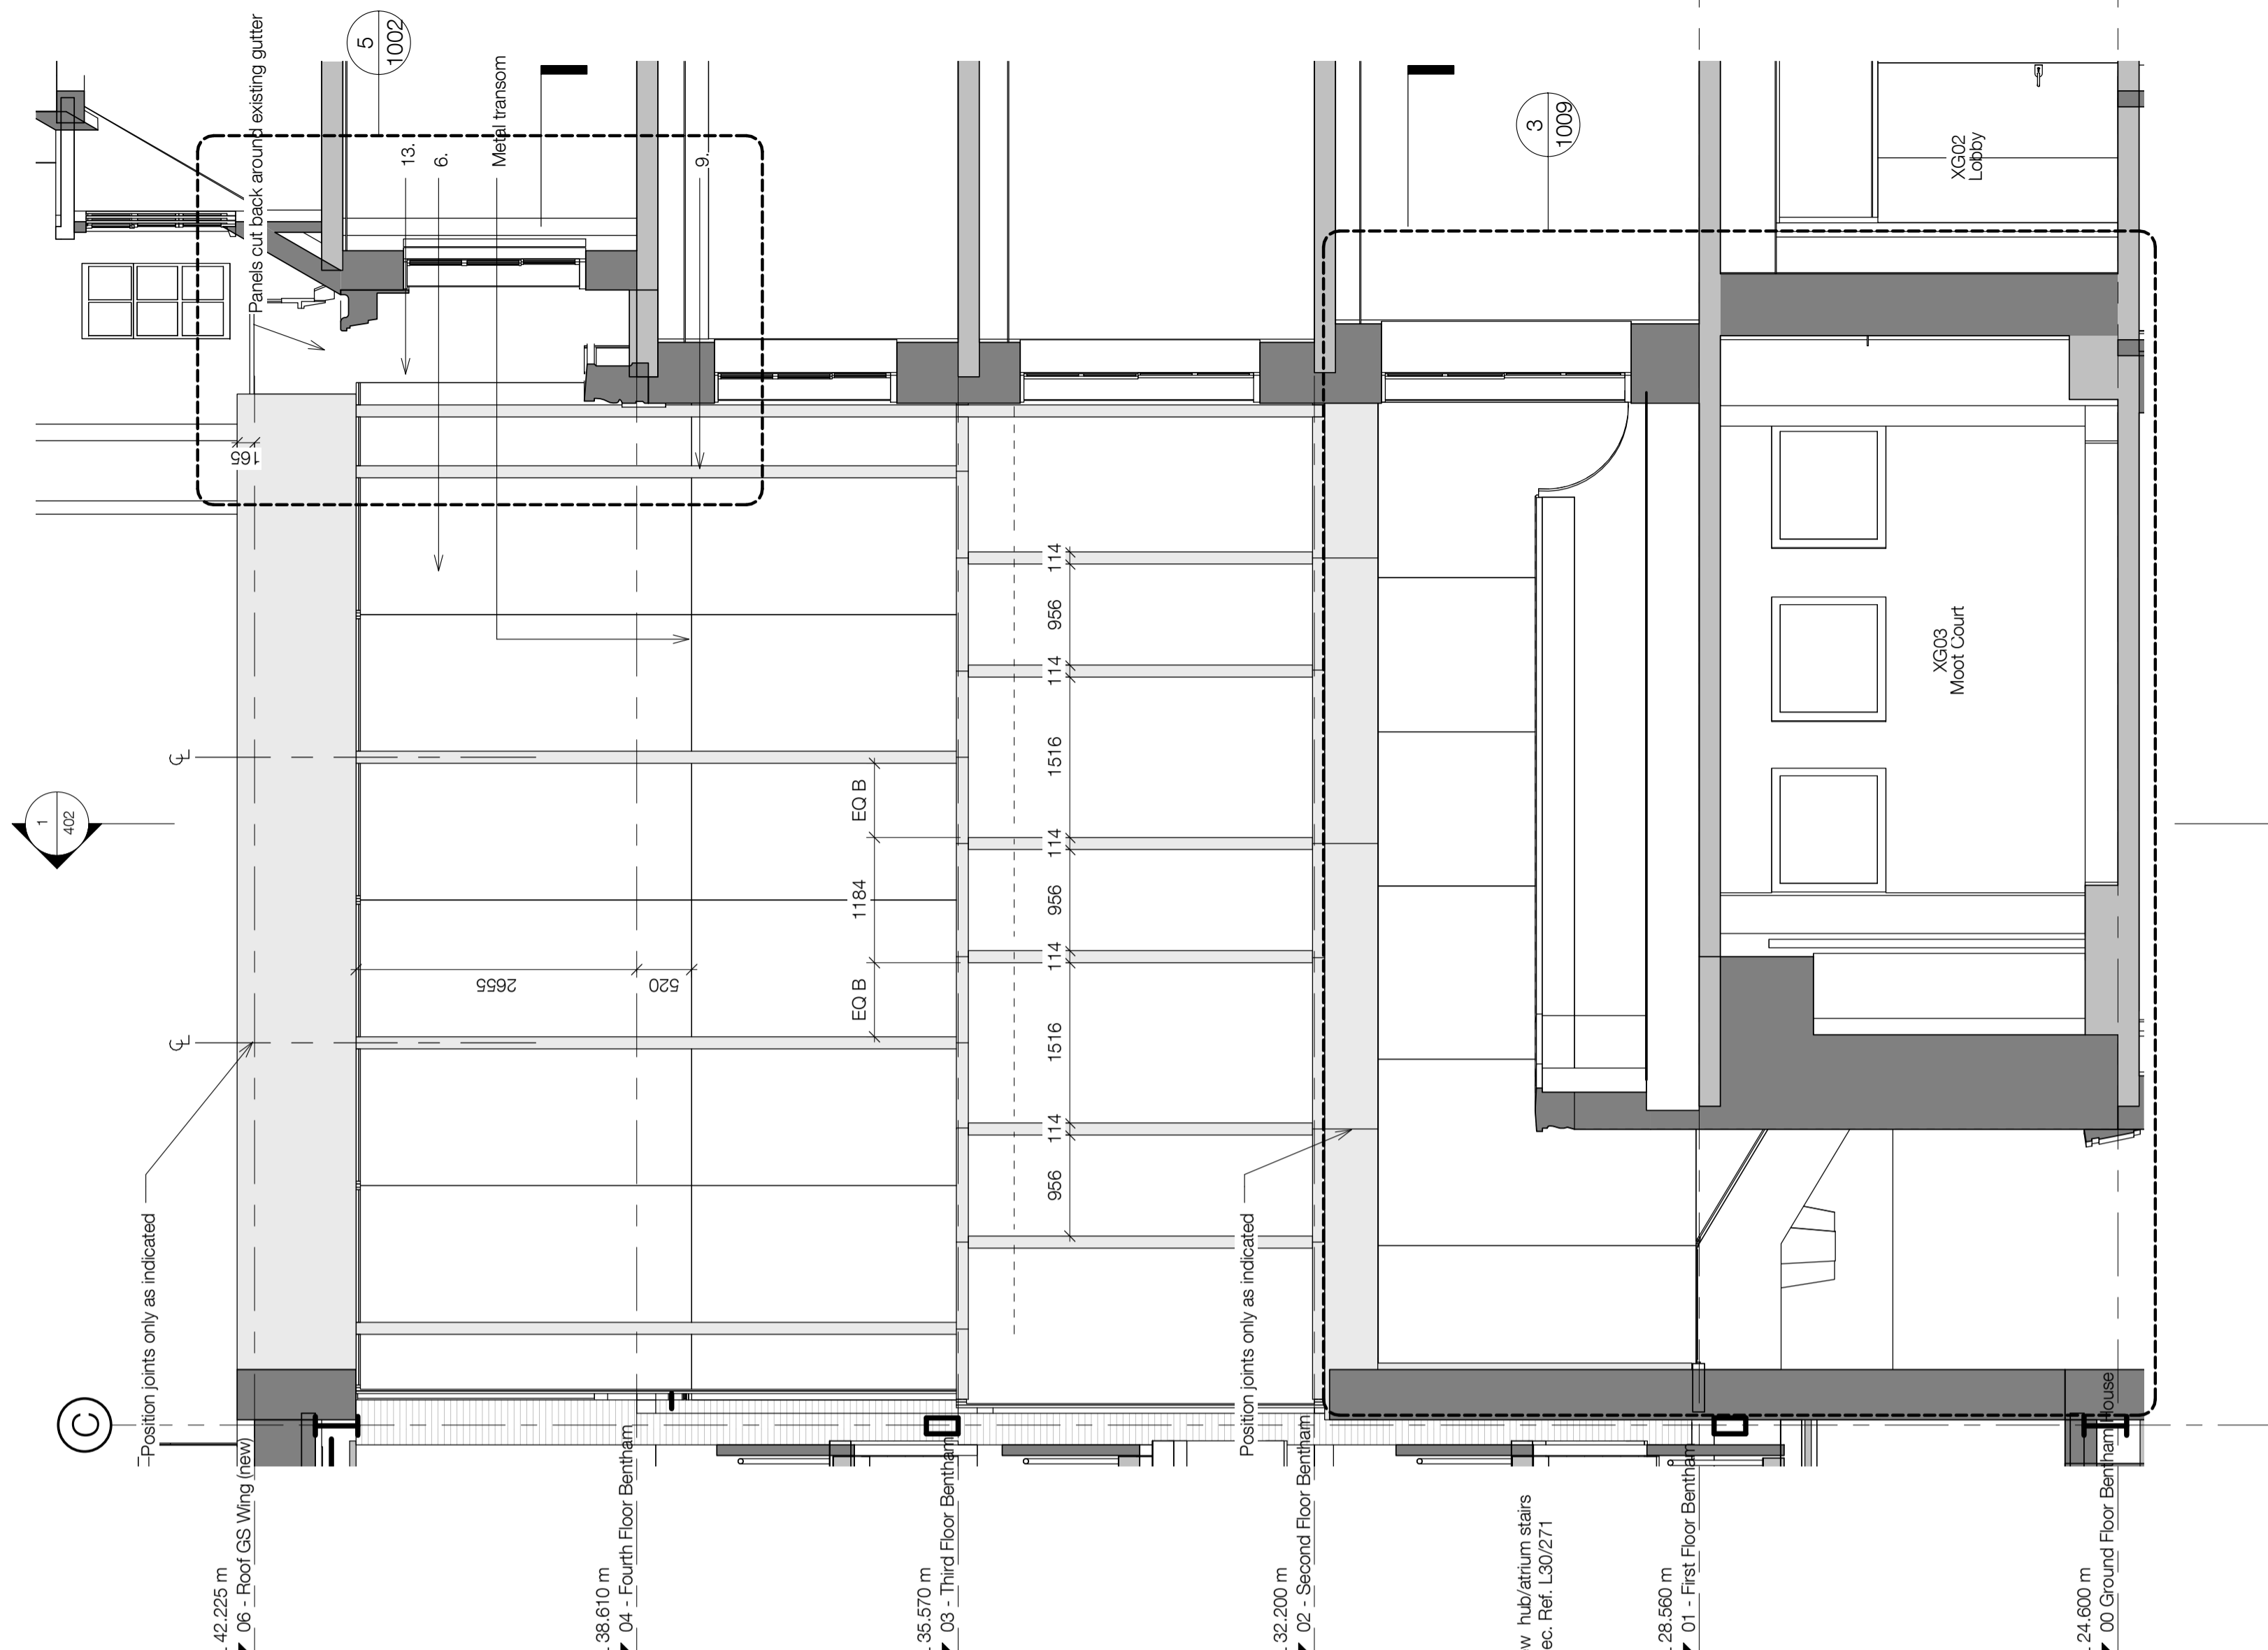 5
1002
Panels cut back around existing gutter
13.
6.
Metal transom
9.
3
1009
XG02
Lobby
165
1
402
114
956
114
1516
114
956
114
1516
114
956
EQ B
1184
EQ B
2655
520
XG03
Moot Court
Position joints only as indicated
Position joints only as indicated
C
42.225 m
06 - Roof GS Wing (new)
38.610 m
04 - Fourth Floor Bentham
35.570 m
03 - Third Floor Bentham
32.200 m
02 - Second Floor Bentham
w hub/atrium stairs
ec. Ref. L30/271
28.560 m
01 - First Floor Bentham
24.600 m
00 Ground Floor Bentham House